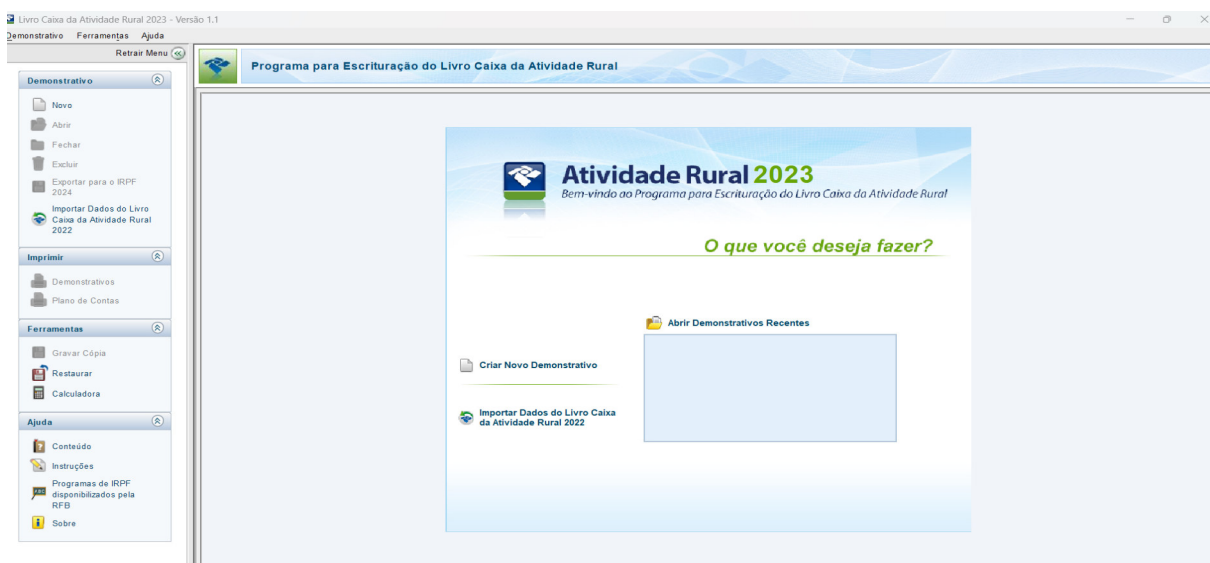 Livro Caixa da Atividade Rural 2023 - Versão 1.1
Demonstrativo Ferramentas Ajuda
Retrair Menu
Demonstrativo
Novo
Abrir
Fechar
Excluir
Exportar para o IRPF
2024
Importar Dados do Livro
Caixa da Atividade Rural
2022
Imprimir
Demonstrativos
Plano de Contas
Ferramentas
Gravar Cópia
Restaurar
Calculadora
Ajuda
Conteúdo
Instruções
Programas de IRPF
disponibilizados pela
RFB
Sobre
Programa para Escrituração do Livro Caixa da Atividade Rural
Atividade Rural 2023
Bem-vindo ao Programa para Escrituração do Livro Caixa da Atividade Rural
O que você deseja fazer?
Abrir Demonstrativos Recentes
Criar Novo Demonstrativo
Importar Dados do Livro Caixa
da Atividade Rural 2022